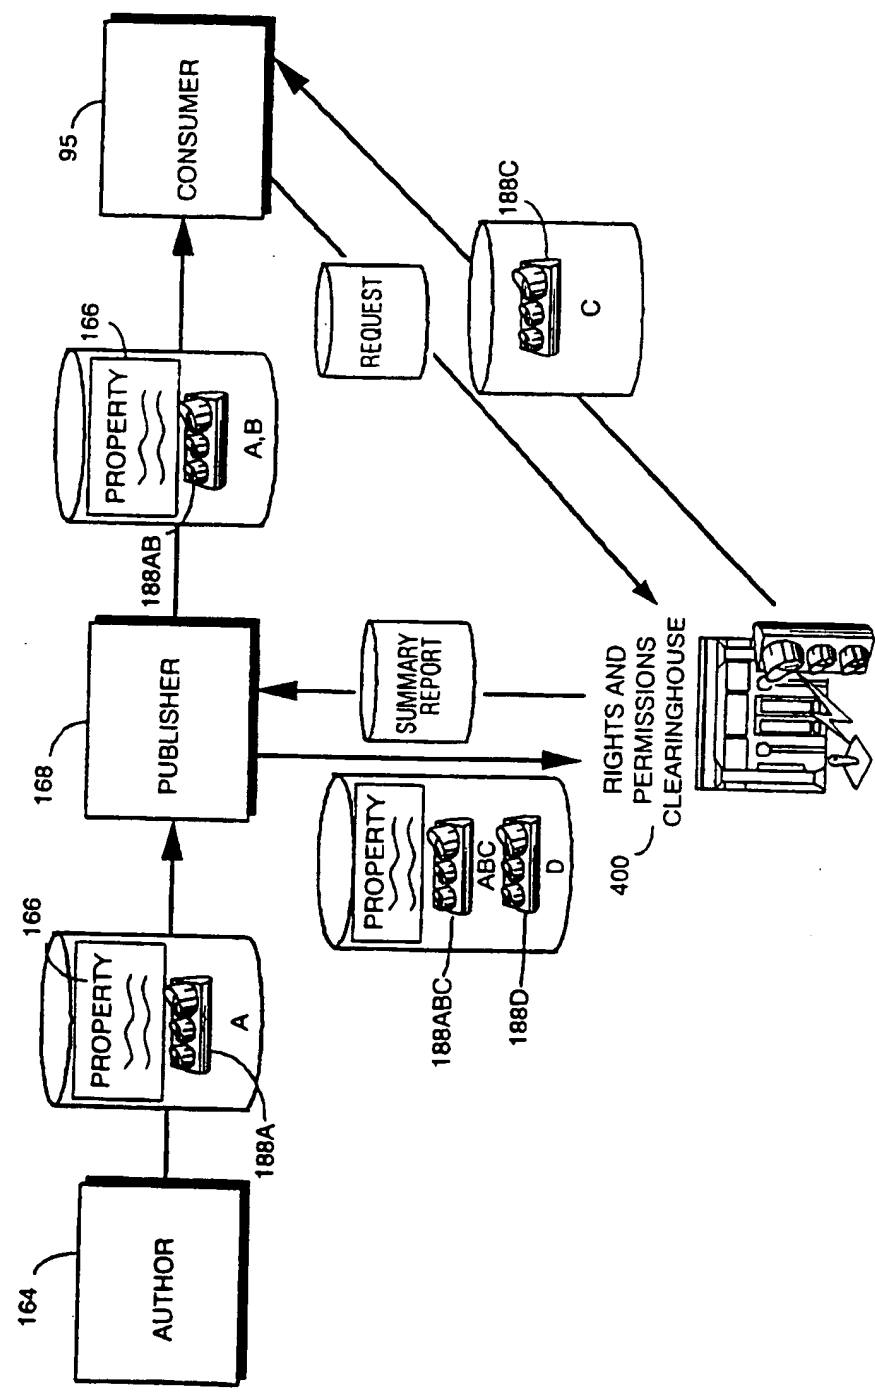 164
AUTHOR
166
PROPERTY
A
188A
168
PUBLISHER
188AB
PROPERTY
166
A,B
95
CONSUMER
PROPERTY
ABC
D
188ABC
188D
SUMMARY
REPORT
REQUEST
188C
C
400
RIGHTS AND
PERMISSIONS
CLEARINGHOUSE